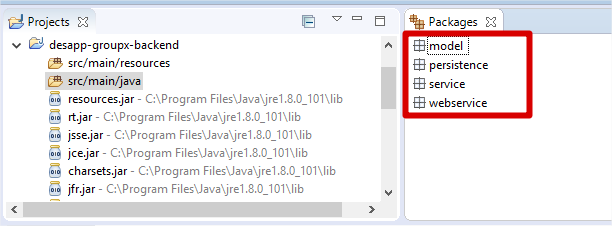 Projects
desapp-groupx-backend
src/main/resources
src/main/java
resources.jar - C:\Program Files\Java\jre1.8.0_101\lib
rt.jar - C:\Program Files\Java\jre1.8.0_101\lib
jsse.jar - C:\Program Files\Java\jre1.8.0_101\lib
jce.jar - C:\Program Files\Java\jre1.8.0_101\lib
charsets.jar - C:\Program Files\Java\jre1.8.0_101\lib
jfr.jar - C:\Program Files\Java\jre1.8.0_101\lib
Packages
model
persistence
service
webservice